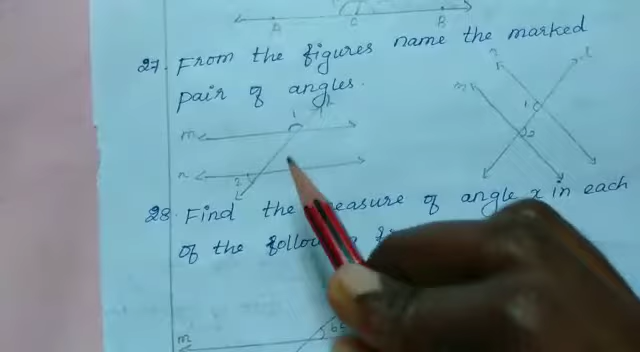 A C B
27. From the figures name the marked
pair of angles.
m 1
n 2
n l
m 1
2
28. Find the measure of angle x in each
of the
m